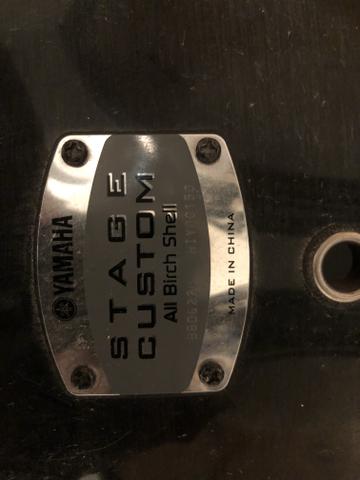 YAMAHA
STAGE
CUSTOM
All Birch Shell
MADE IN CHINA